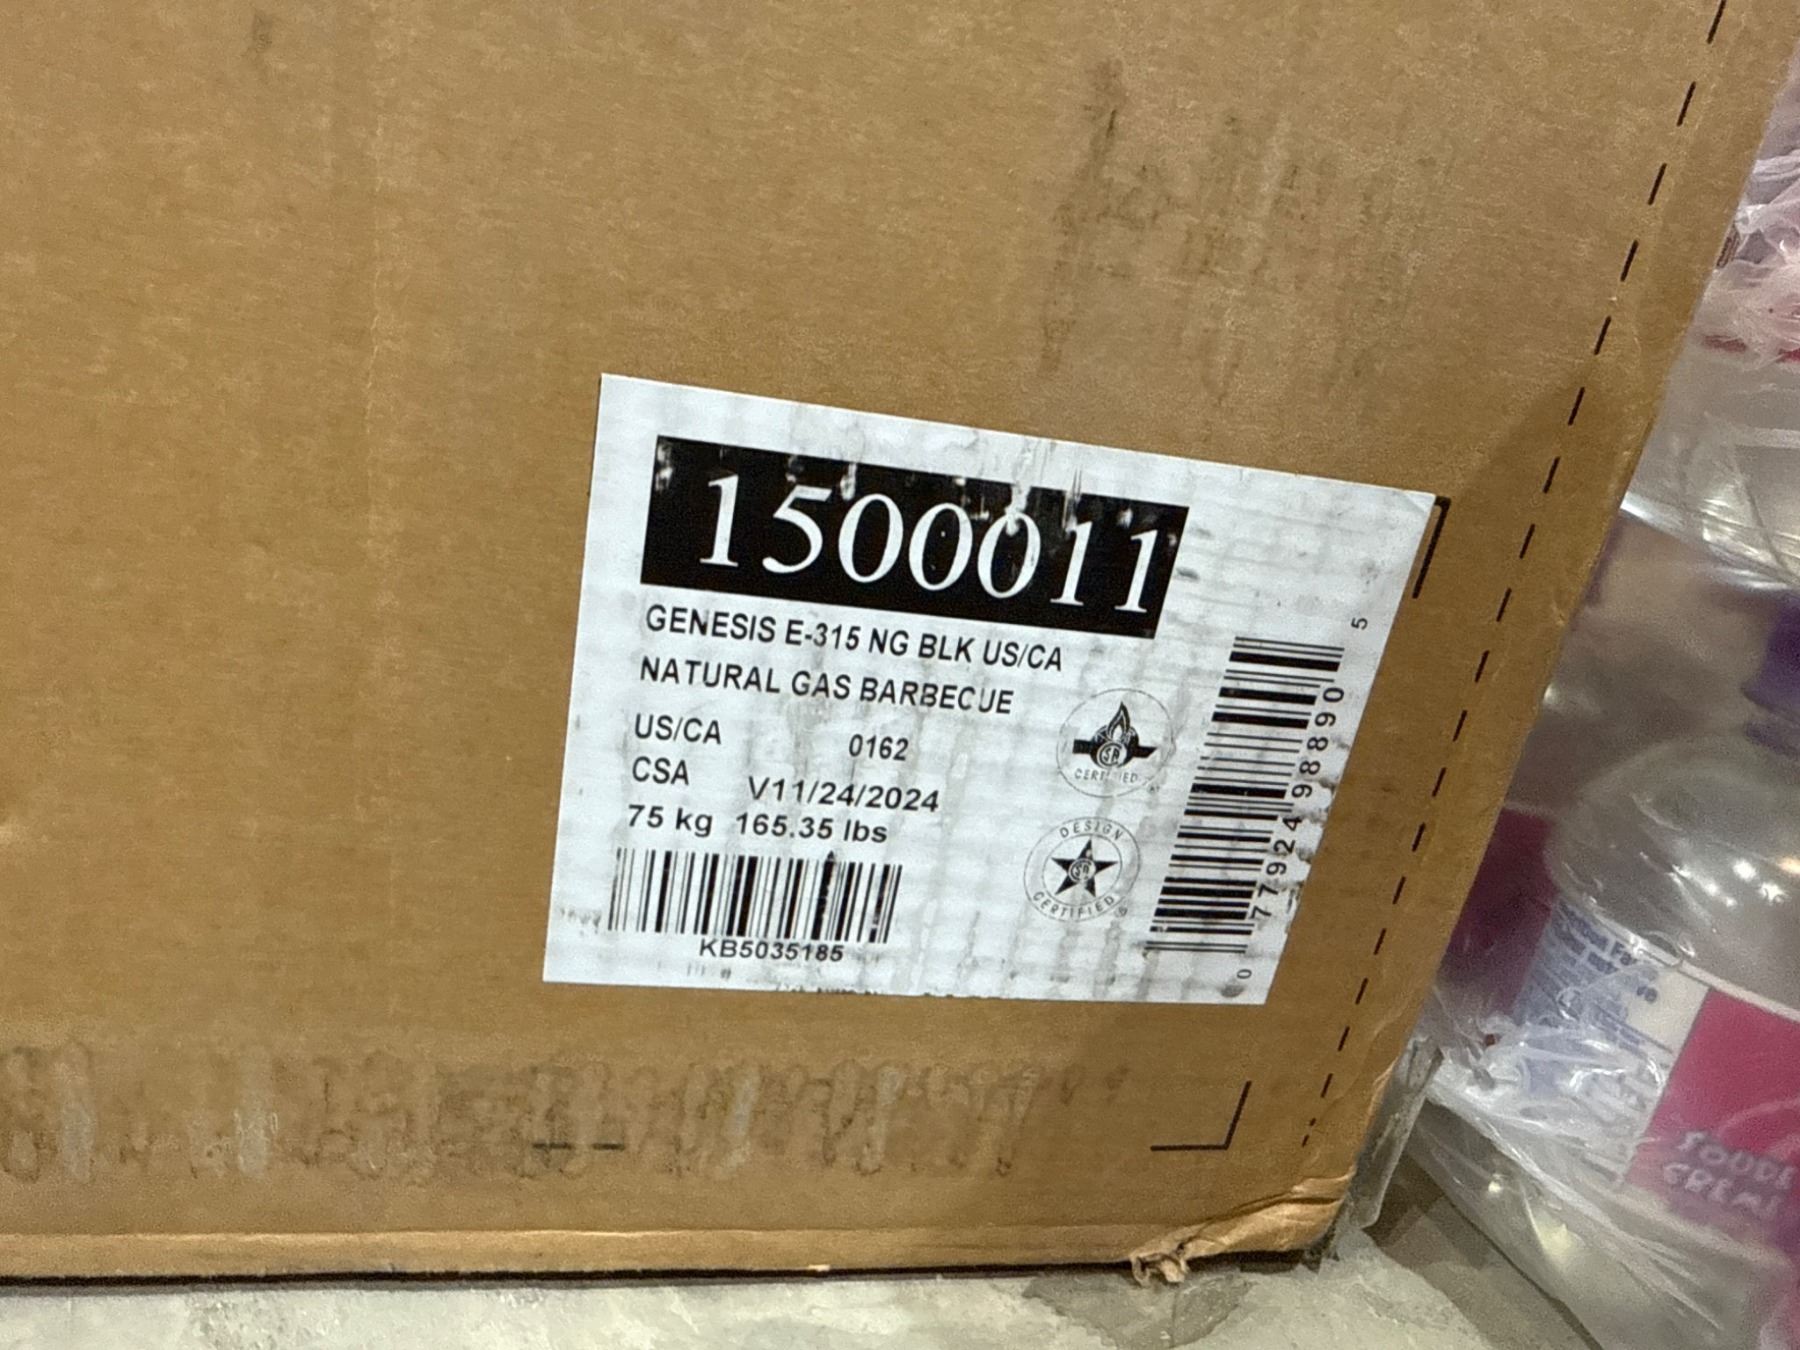 1500011
GENESIS E-315 NG BLK US/CA
NATURAL GAS BARBECUE
US/CA 0162
CSA V11/24/2024
75 kg 165.35 lbs
KB5035185
CERTIFIED
DESIGN
CERTIFIED
0 77924 98890 5